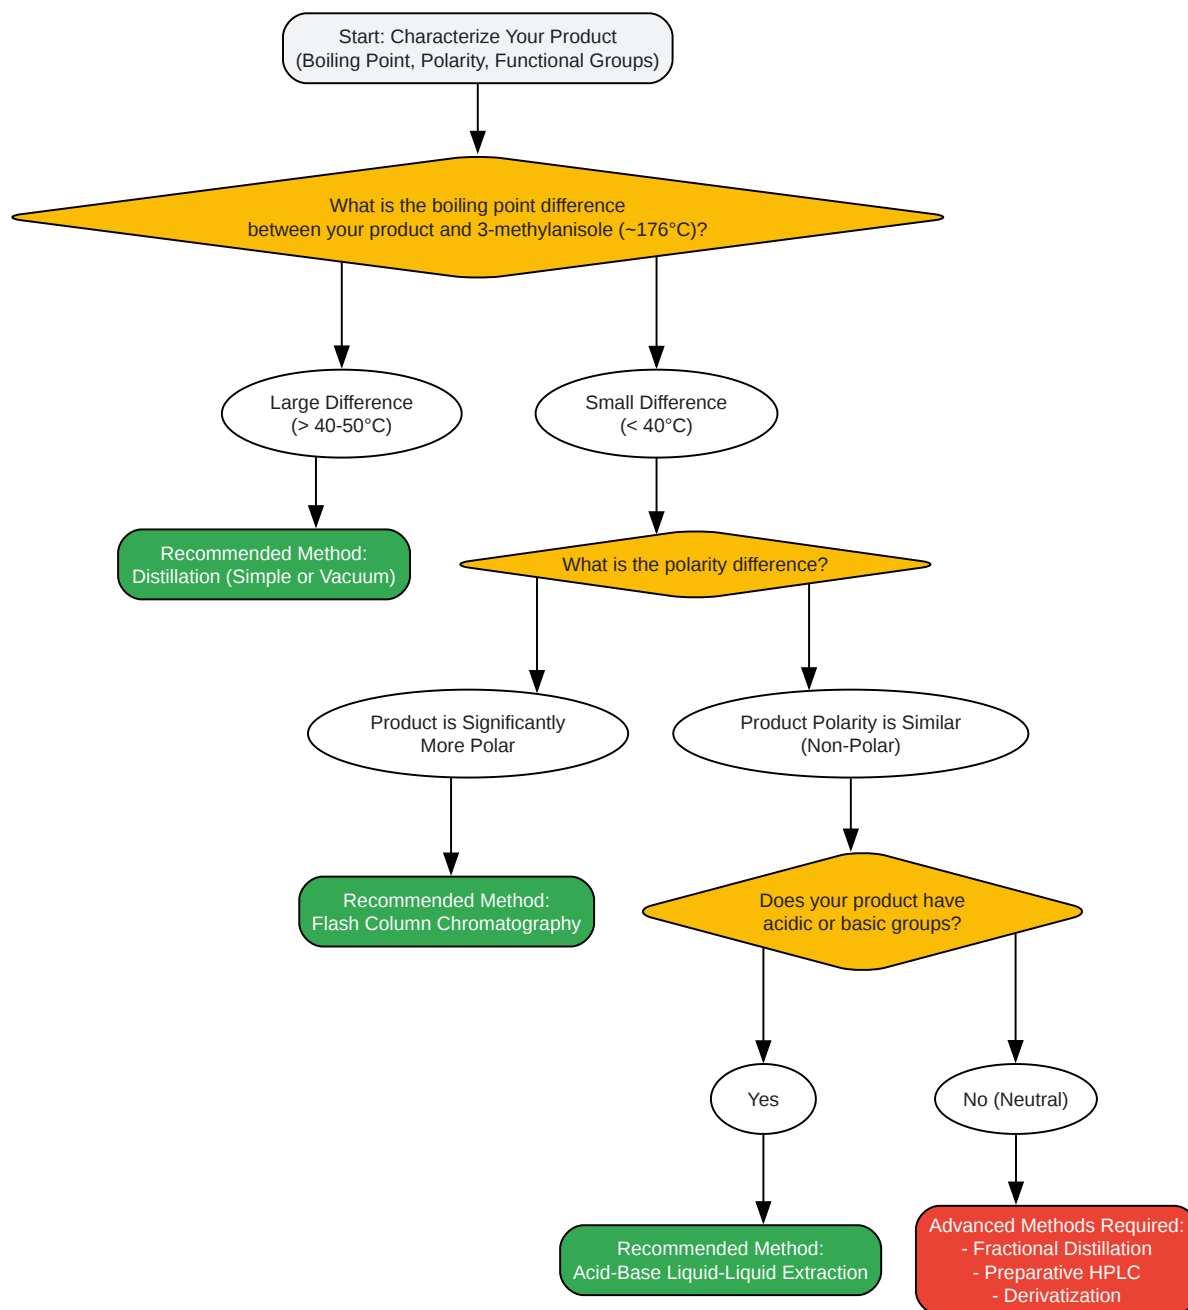 Start: Characterize Your Product
(Boiling Point, Polarity, Functional Groups)
What is the boiling point difference
between your product and 3-methylanisole (~176°C)?
Large Difference
(> 40-50°C)
Small Difference
(< 40°C)
Recommended Method:
Distillation (Simple or Vacuum)
What is the polarity difference?
Product is Significantly
More Polar
Product Polarity is Similar
(Non-Polar)
Recommended Method:
Flash Column Chromatography
Does your product have
acidic or basic groups?
Yes
No (Neutral)
Recommended Method:
Acid-Base Liquid-Liquid Extraction
Advanced Methods Required:
- Fractional Distillation
- Preparative HPLC
- Derivatization